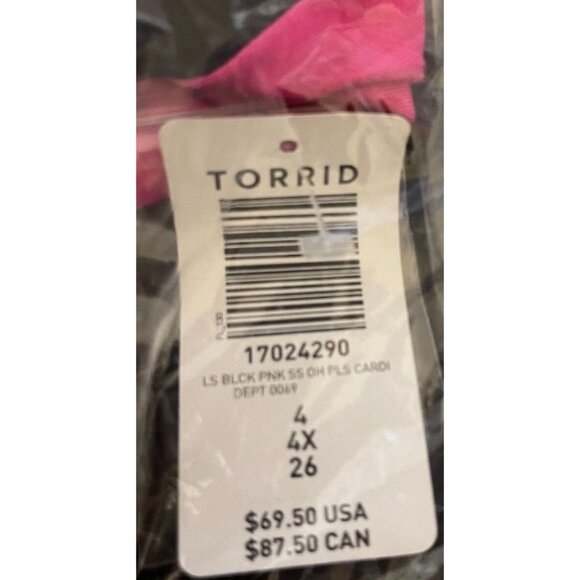 TORRID
17024290
LS BLCK PNK SS OH PLS CARDI
DEPT 0069
4
4X
26
$69.50 USA
$87.50 CAN